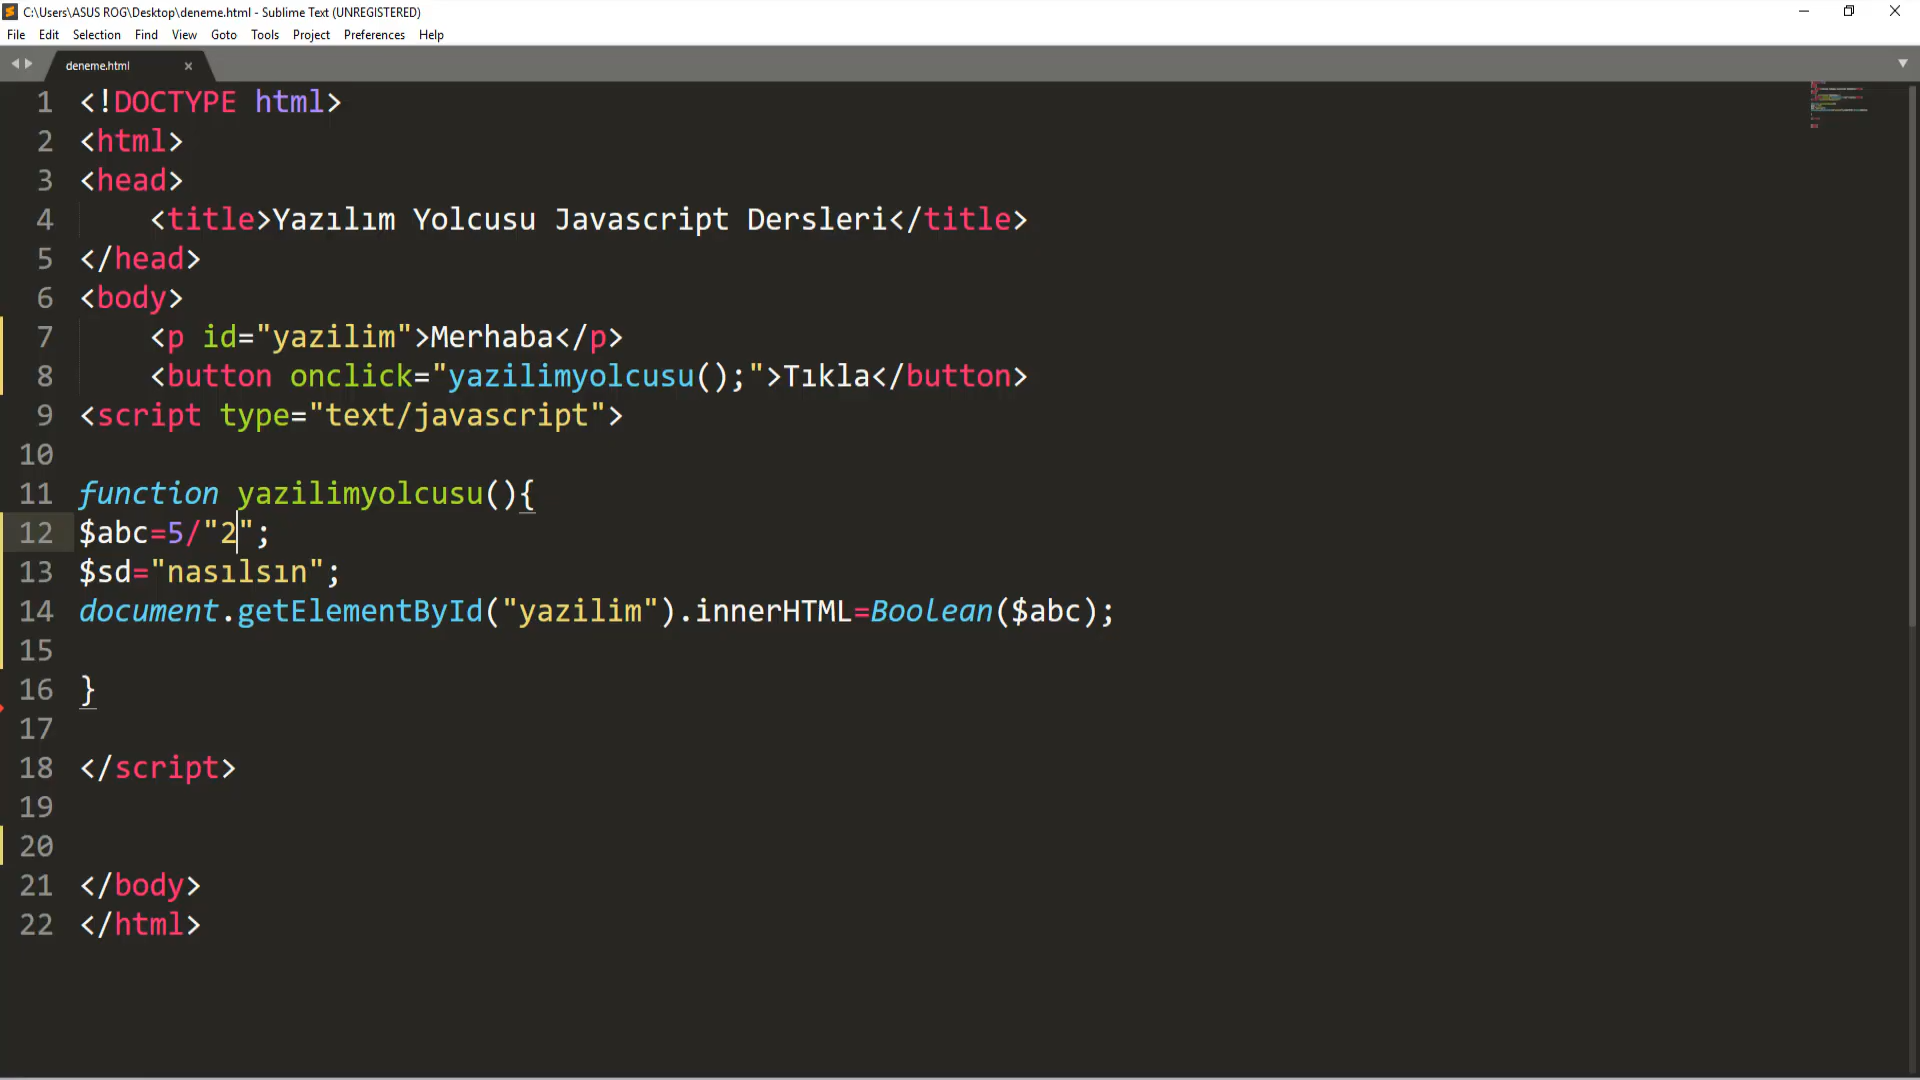 C:\Users\ASUS ROG\Desktop\deneme.html - Sublime Text (UNREGISTERED)
File Edit Selection Find View Goto Tools Project Preferences Help
deneme.html
1 <!DOCTYPE html>
2 <html>
3 <head>
4 <title>Yazılım Yolcusu Javascript Dersleri</title>
5 </head>
6 <body>
7 <p id="yazilim">Merhaba</p>
8 <button onclick="yazilimyolcusu();">Tıkla</button>
9 <script type="text/javascript">
10
11 function yazilimyolcusu(){
12 $abc=5/"2";
13 $sd="nasılsın";
14 document.getElementById("yazilim").innerHTML=Boolean($abc);
15
16 }
17
18 </script>
19
20
21 </body>
22 </html>